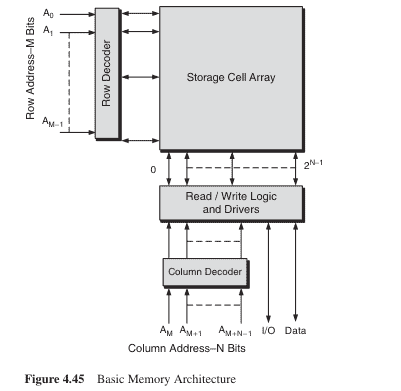 Row Address–M Bits
A0
A1
AM–1
Row Decoder
Storage Cell Array
0
2N-1
Read / Write Logic
and Drivers
Column Decoder
AM AM+1 AM+N–1 I/O Data
Column Address–N Bits
Figure 4.45 Basic Memory Architecture